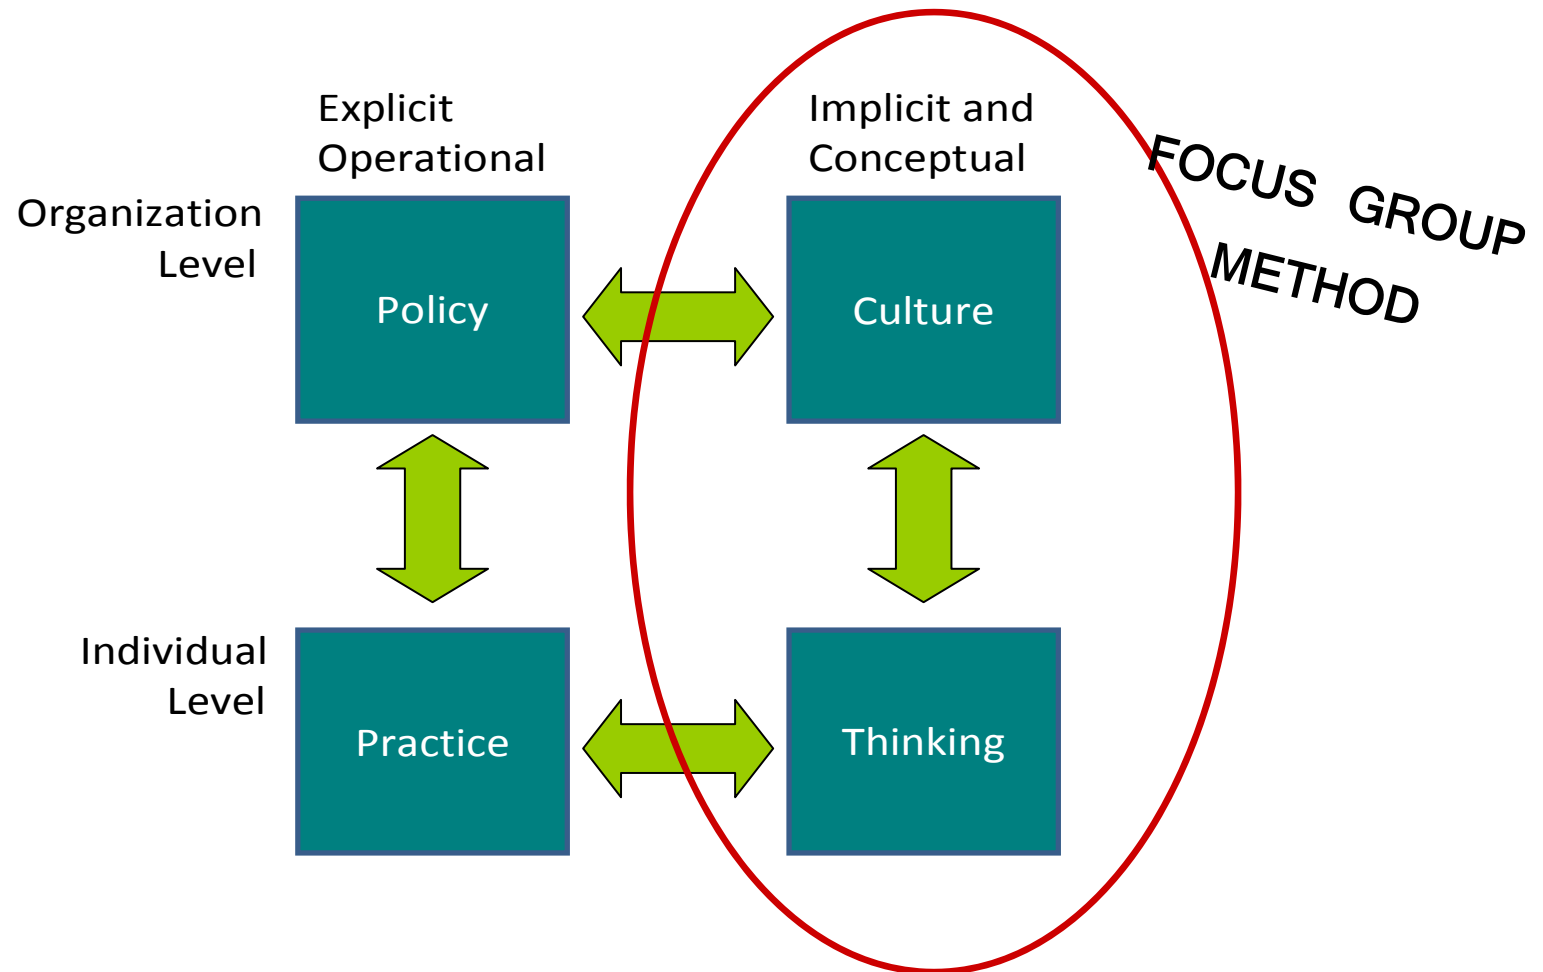 Explicit
Operational
Implicit and
Conceptual
FOCUS GROUP
METHOD
Organization
Level
Policy
Culture
Individual
Level
Practice
Thinking